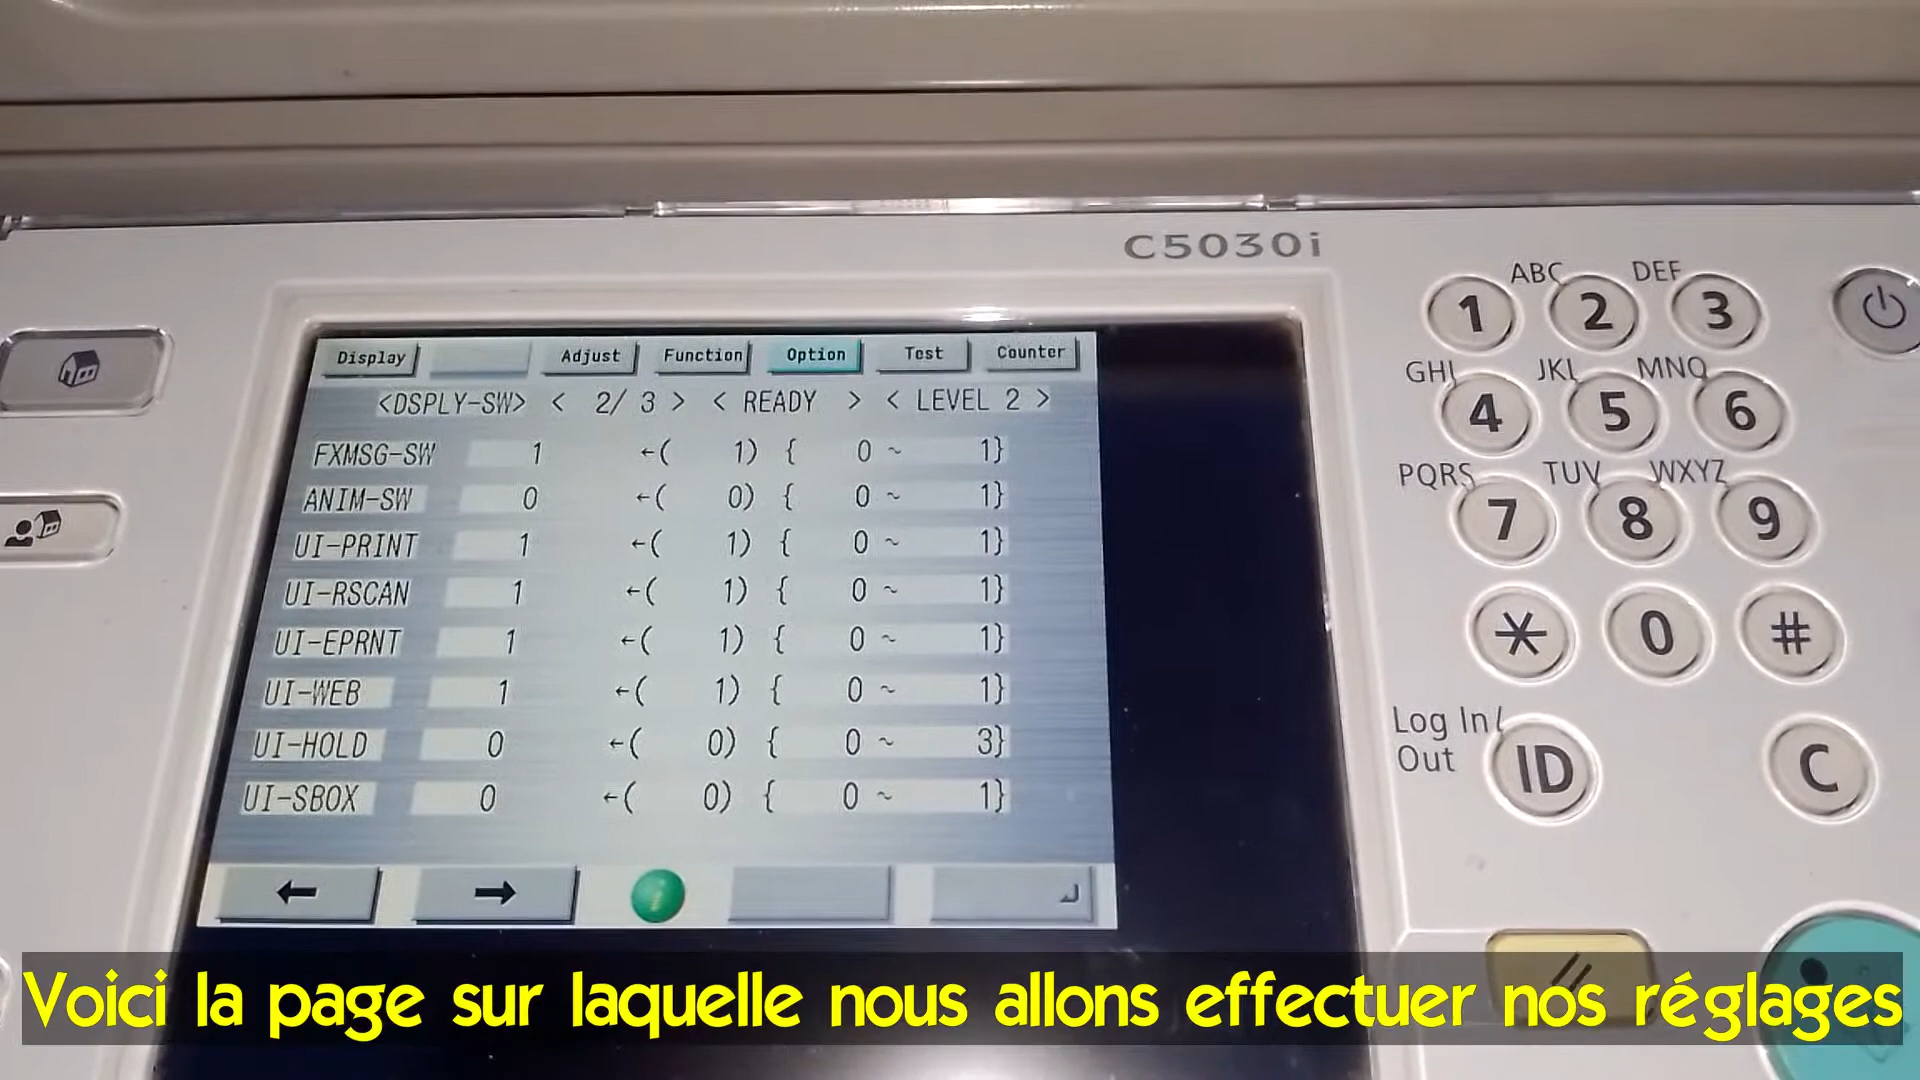 C5030i
Display Adjust Function Option Test Counter
<DSPLY-SW> < 2/ 3 > < READY > < LEVEL 2 >
FXMSG-SW 1 ←( 1) { 0 ~ 1}
ANIM-SW 0 ←( 0) { 0 ~ 1}
UI-PRINT 1 ←( 1) { 0 ~ 1}
UI-RSCAN 1 ←( 1) { 0 ~ 1}
UI-EPRNT 1 ←( 1) { 0 ~ 1}
UI-WEB 1 ←( 1) { 0 ~ 1}
UI-HOLD 0 ←( 0) { 0 ~ 3}
UI-SBOX 0 ←( 0) { 0 ~ 1}
← →
ABC DEF
1 2 3
GHI JKL MNO
4 5 6
PQRS TUV WXYZ
7 8 9
* 0 #
Log In/
Out
ID C
Voici la page sur laquelle nous allons effectuer nos réglages